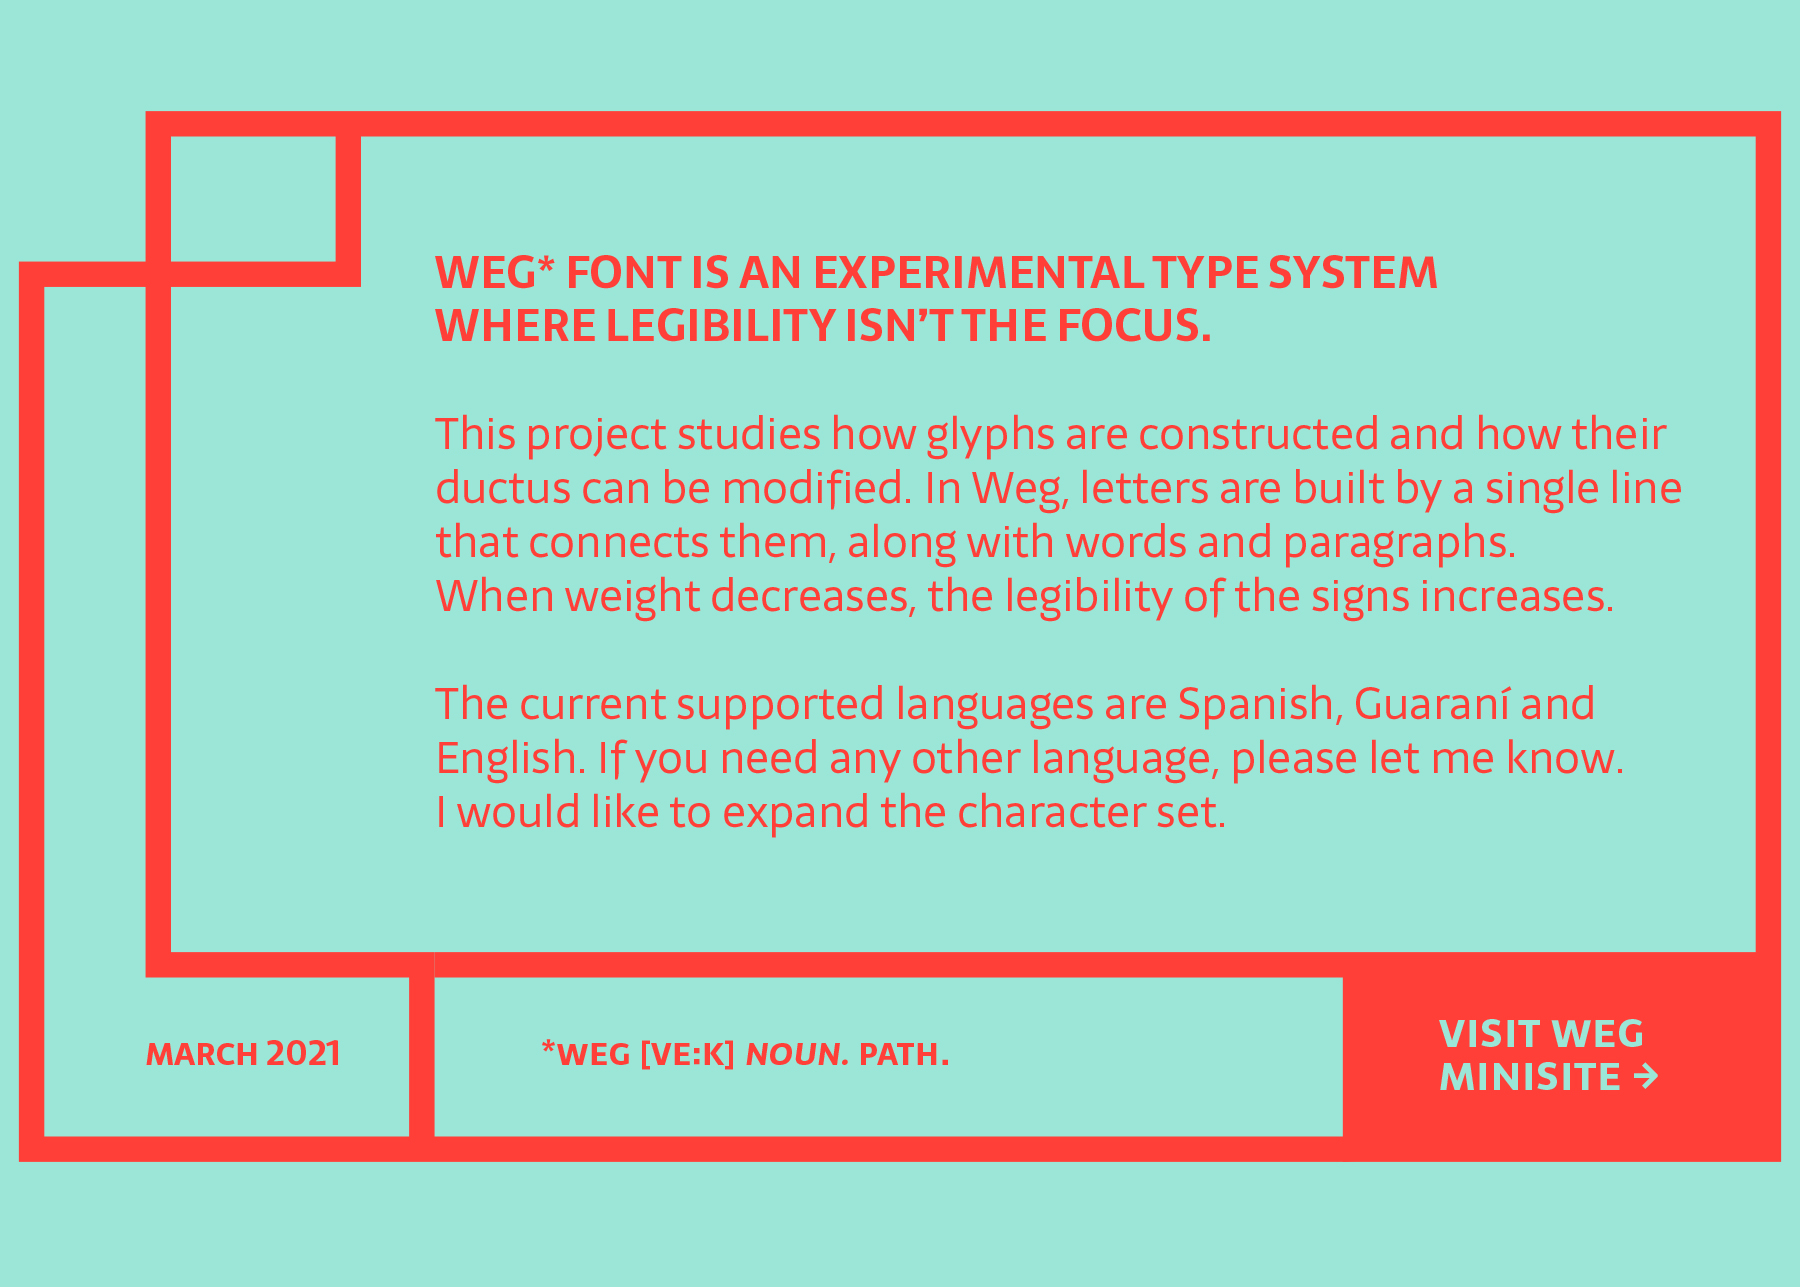 WEG* FONT IS AN EXPERIMENTAL TYPE SYSTEM
WHERE LEGIBILITY ISN’T THE FOCUS.
This project studies how glyphs are constructed and how their
ductus can be modified. In Weg, letters are built by a single line
that connects them, along with words and paragraphs.
When weight decreases, the legibility of the signs increases.
The current supported languages are Spanish, Guaraní and
English. If you need any other language, please let me know.
I would like to expand the character set.
MARCH 2021
*WEG [VE:K] NOUN. PATH.
VISIT WEG
MINISITE →